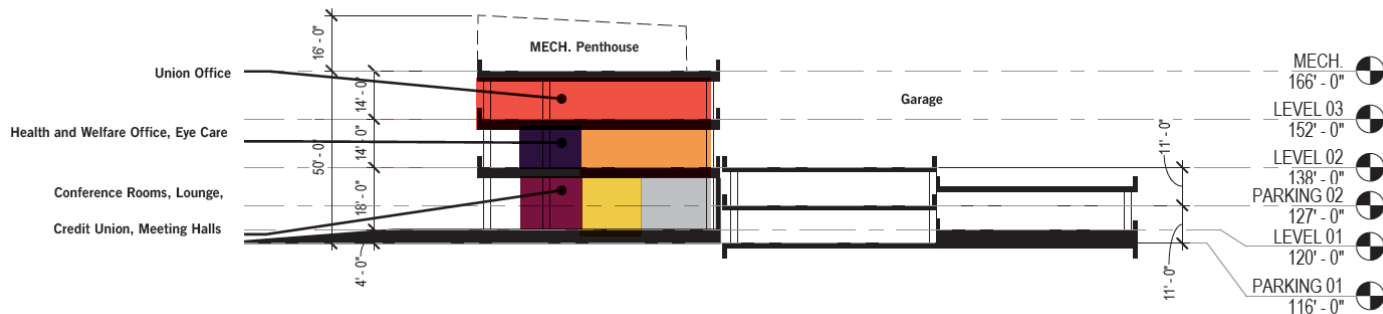 16' - 0"
MECH. Penthouse
Union Office
MECH.
166' - 0"
14' - 0"
Garage
LEVEL 03
152' - 0"
Health and Welfare Office, Eye Care
14' - 0"
50' - 0"
11' - 0"
LEVEL 02
138' - 0"
Conference Rooms, Lounge,
18' - 0"
PARKING 02
127' - 0"
Credit Union, Meeting Halls
LEVEL 01
120' - 0"
4' - 0"
11' - 0"
PARKING 01
116' - 0"